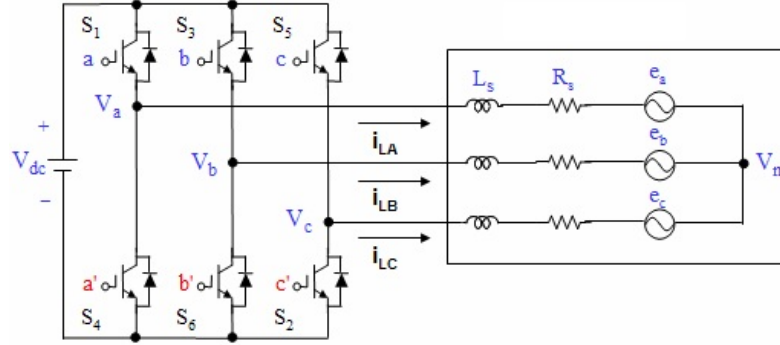 S1 S3 S5
a b c
Va
Ls Rs ea
+
Vdc
−
iLA
Vb
eb
Vn
iLB
Vc
ec
iLC
a' b' c'
S4 S6 S2